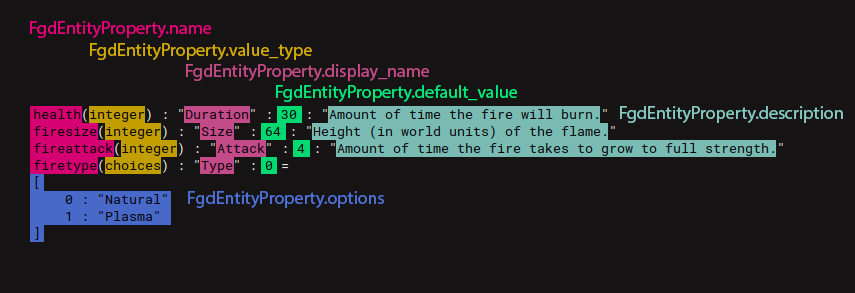 FgdEntityProperty.name
FgdEntityProperty.value_type
FgdEntityProperty.display_name
FgdEntityProperty.default_value
health(integer) : "Duration" : 30 : "Amount of time the fire will burn." FgdEntityProperty.description
firesize(integer) : "Size" : 64 : "Height (in world units) of the flame."
fireattack(integer) : "Attack" : 4 : "Amount of time the fire takes to grow to full strength."
firetype(choices) : "Type" : 0 =
[
0 : "Natural" FgdEntityProperty.options
1 : "Plasma"
]